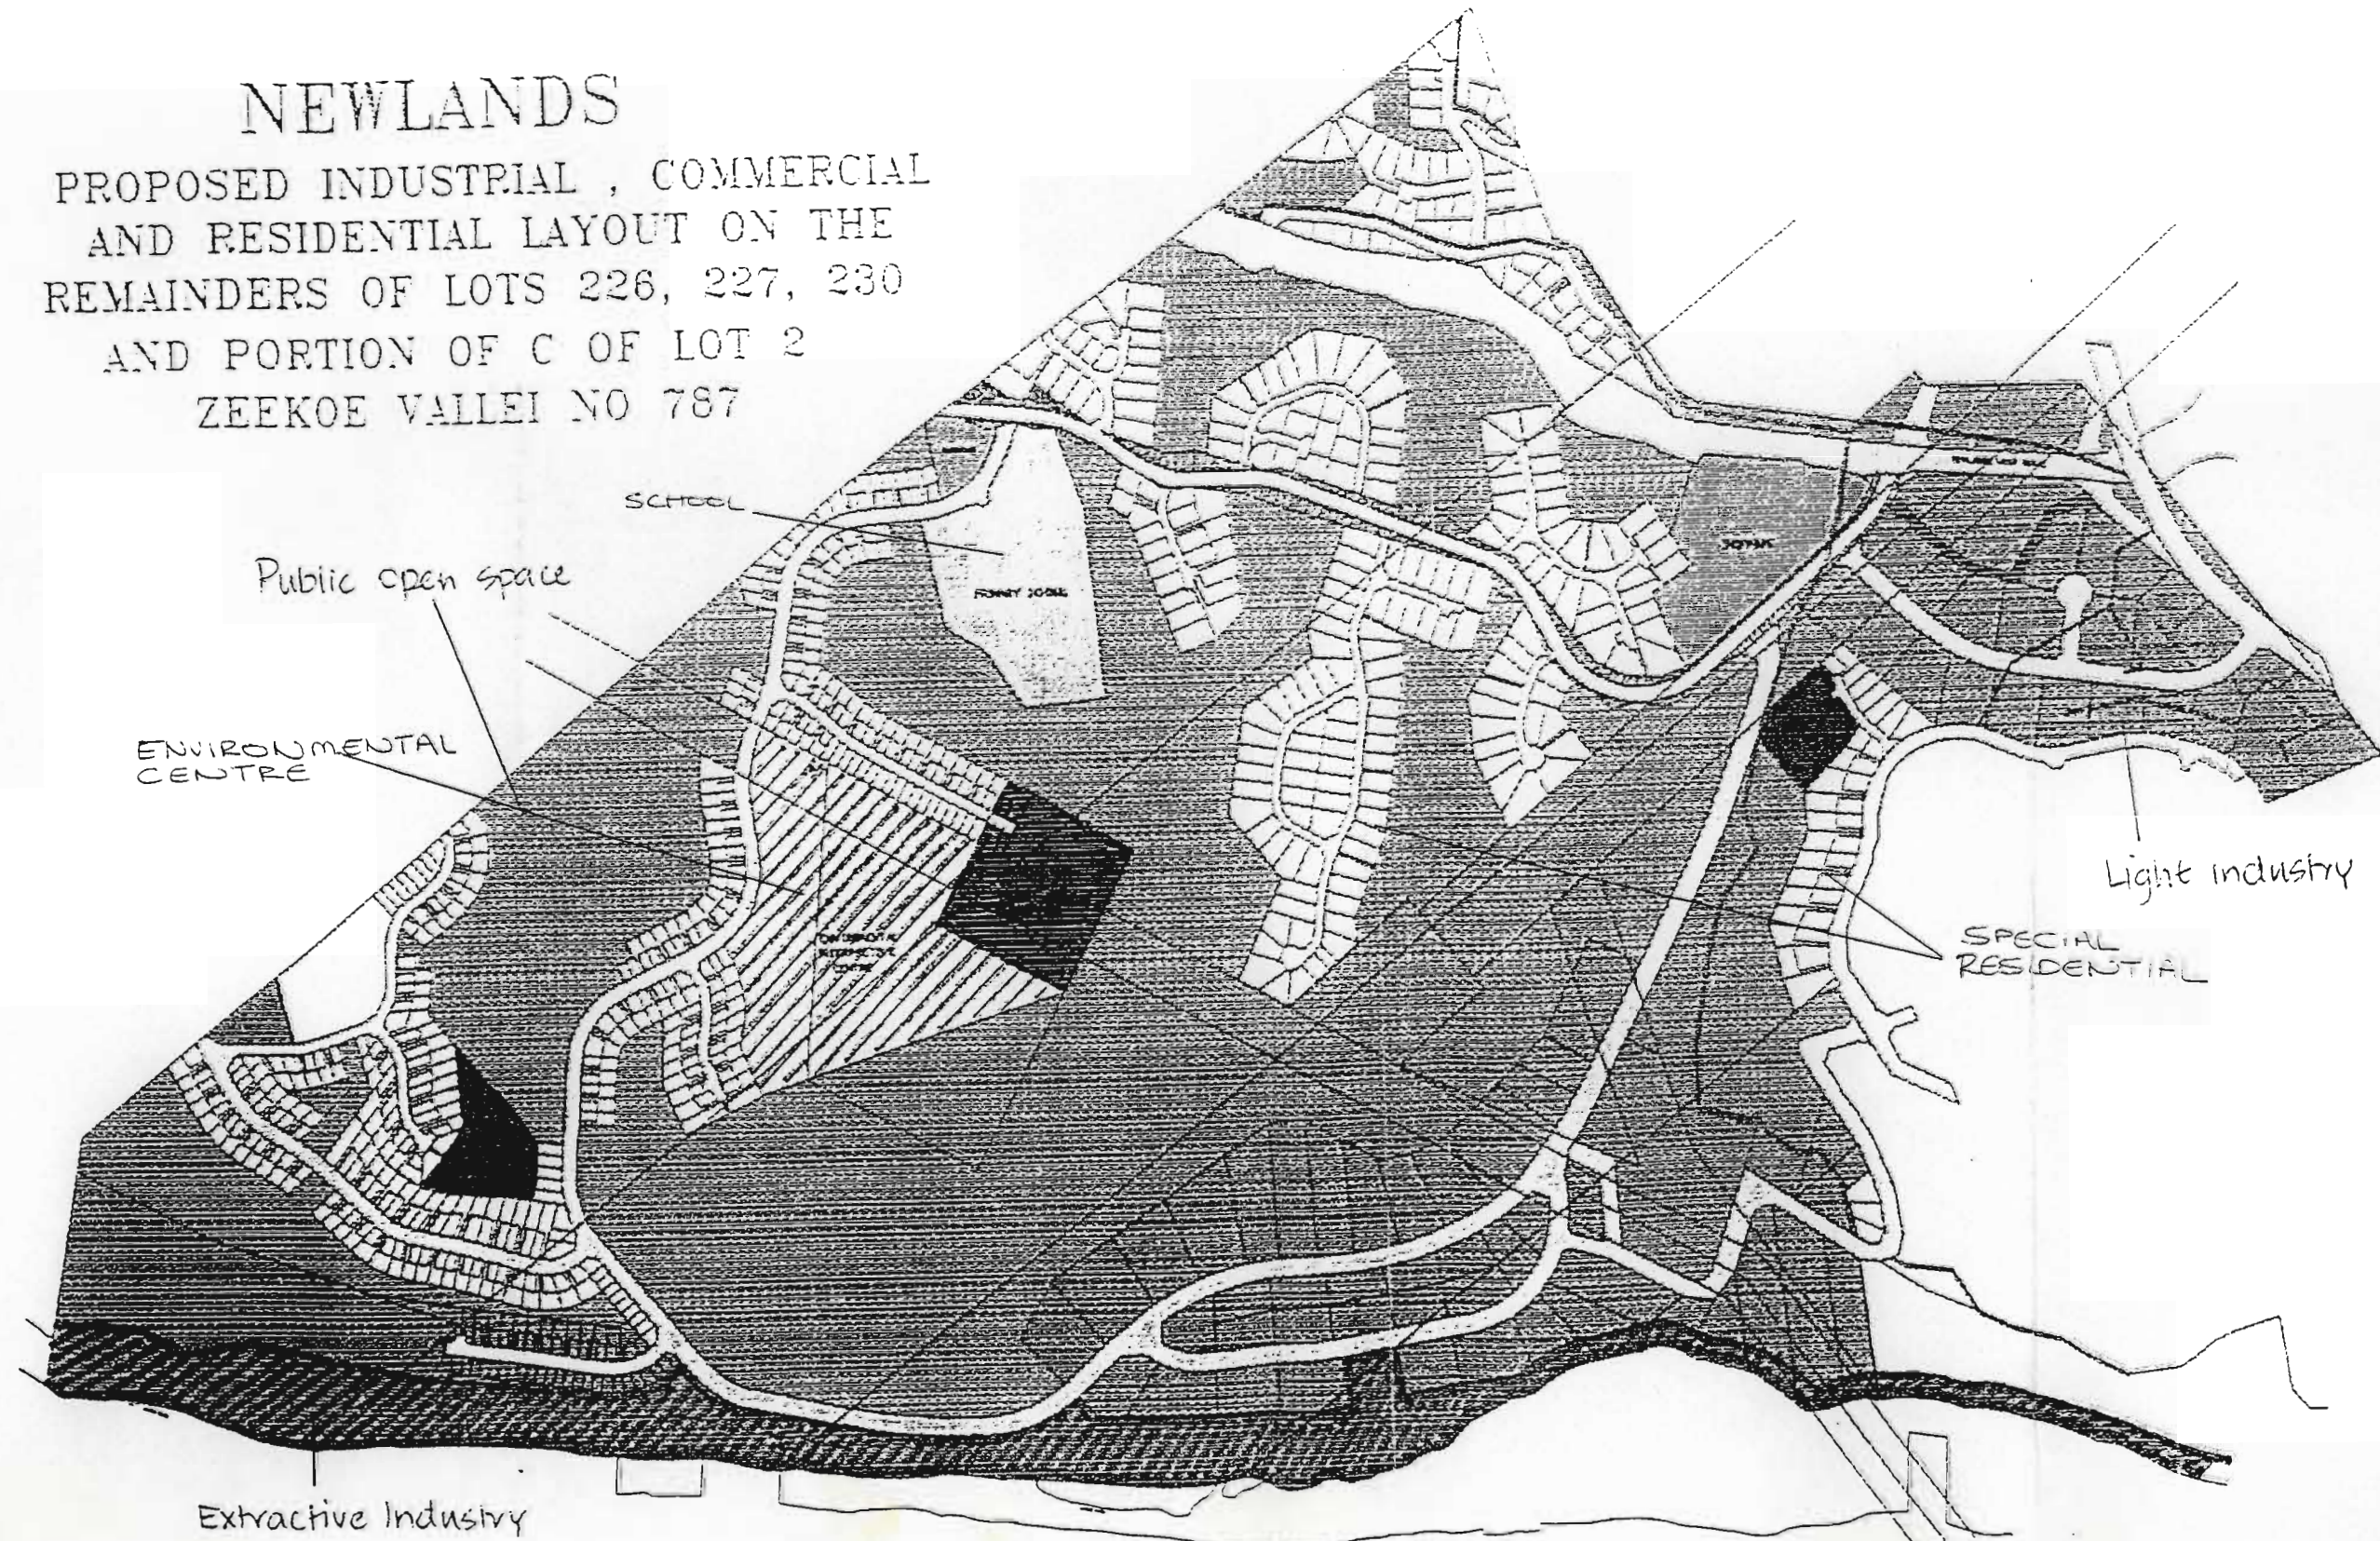 NEWLANDS
PROPOSED INDUSTRIAL , COMMERCIAL
AND RESIDENTIAL LAYOUT ON THE
REMAINDERS OF LOTS 226, 227, 230
AND PORTION OF C OF LOT 2
ZEEKOE VALLEI NO 787
SCHOOL
Public open space
ENVIRONMENTAL
CENTRE
Light industry
SPECIAL
RESIDENTIAL
CENTRE
Extractive Industry